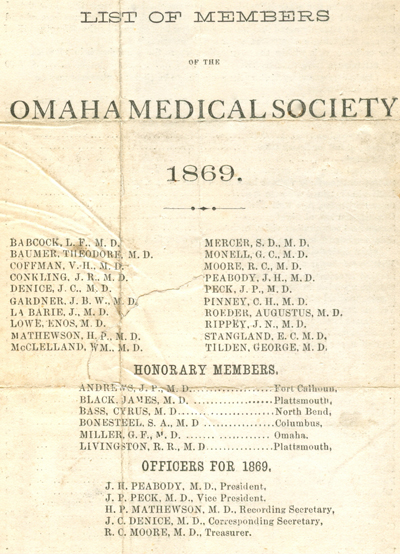 LIST OF MEMBERS
OF THE
OMAHA MEDICAL SOCIETY
1869.
BABCOCK, L. F., M. D.
BAUMER, THEODORE, M. D.
COFFMAN, V. H., M. D.
CONKLING, J. R., M. D.
DENICE, J. C., M. D.
GARDNER, J. B. W., M. D.
LA BARIE, J., M. D.
LOWE, ENOS, M. D.
MATHEWSON, H. P., M. D.
McCLELLAND, WM., M. D.
MERCER, S. D., M. D,
MONELL, G. C., M. D.
MOORE, R. C., M. D.
PEABODY, J. H., M. D.
PECK, J. P., M. D.
PINNEY, C. H., M. D.
ROEDER, AUGUSTUS, M. D.
RIPPEY, J. N., M. D.
STANGLAND, E. C. M, D.
TILDEN, GEORGE, M. D.
HONORARY MEMBERS,
ANDREWS, J. P., M. D.....................Fort Calhoun,
BLACK, JAMES, M. D. ..................Plattsmouth,
BASS, CYRUS, M. D........................North Bend,
BONESTEEL, S. A., M. D ..................Columbus,
MILLER, G. F., M. D. ..................Omaha.
LIVINGSTON, R. R., M. D................Plattsmouth,
OFFICERS FOR 1869.
J. H. PEABODY, M. D., President,
J. P. PECK, M. D., Vice President.
H. P. MATHEWSON, M. D., Recording Secretary,
J. C. DENICE, M. D., Corresponding Secretary,
R. C. MOORE, M. D., Treasurer.